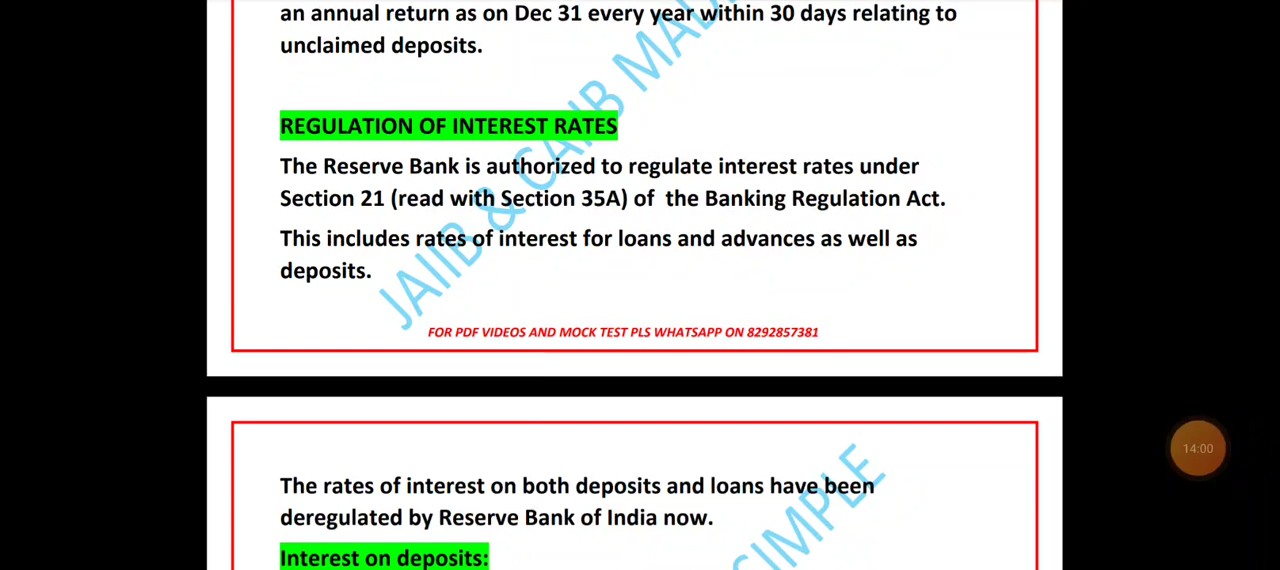 an annual return as on Dec 31 every year within 30 days relating to
unclaimed deposits.
REGULATION OF INTEREST RATES
The Reserve Bank is authorized to regulate interest rates under
Section 21 (read with Section 35A) of the Banking Regulation Act.
This includes rates of interest for loans and advances as well as
deposits.
JAIIB & CAIIB MAD
FOR PDF VIDEOS AND MOCK TEST PLS WHATSAPP ON 8292857381
The rates of interest on both deposits and loans have been
deregulated by Reserve Bank of India now.
Interest on deposits:
SIMPLE
14:00